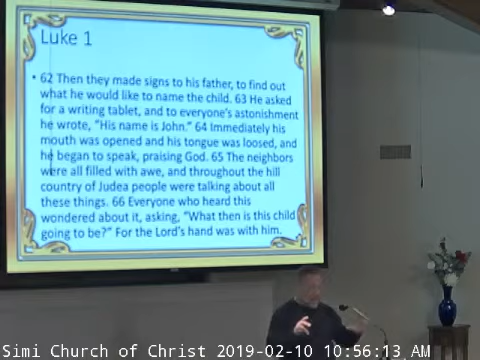 Luke 1
• 62 Then they made signs to his father, to find out
what he would like to name the child. 63 He asked
for a writing tablet, and to everyone's astonishment
he wrote, "His name is John." 64 Immediately his
mouth was opened and his tongue was loosed, and
he began to speak, praising God. 65 The neighbors
were all filled with awe, and throughout the hill
country of Judea people were talking about all
these things. 66 Everyone who heard this
wondered about it, asking, "What then is this child
going to be?" For the Lord's hand was with him.
Simi Church of Christ 2019-02-10 10:56:13 AM